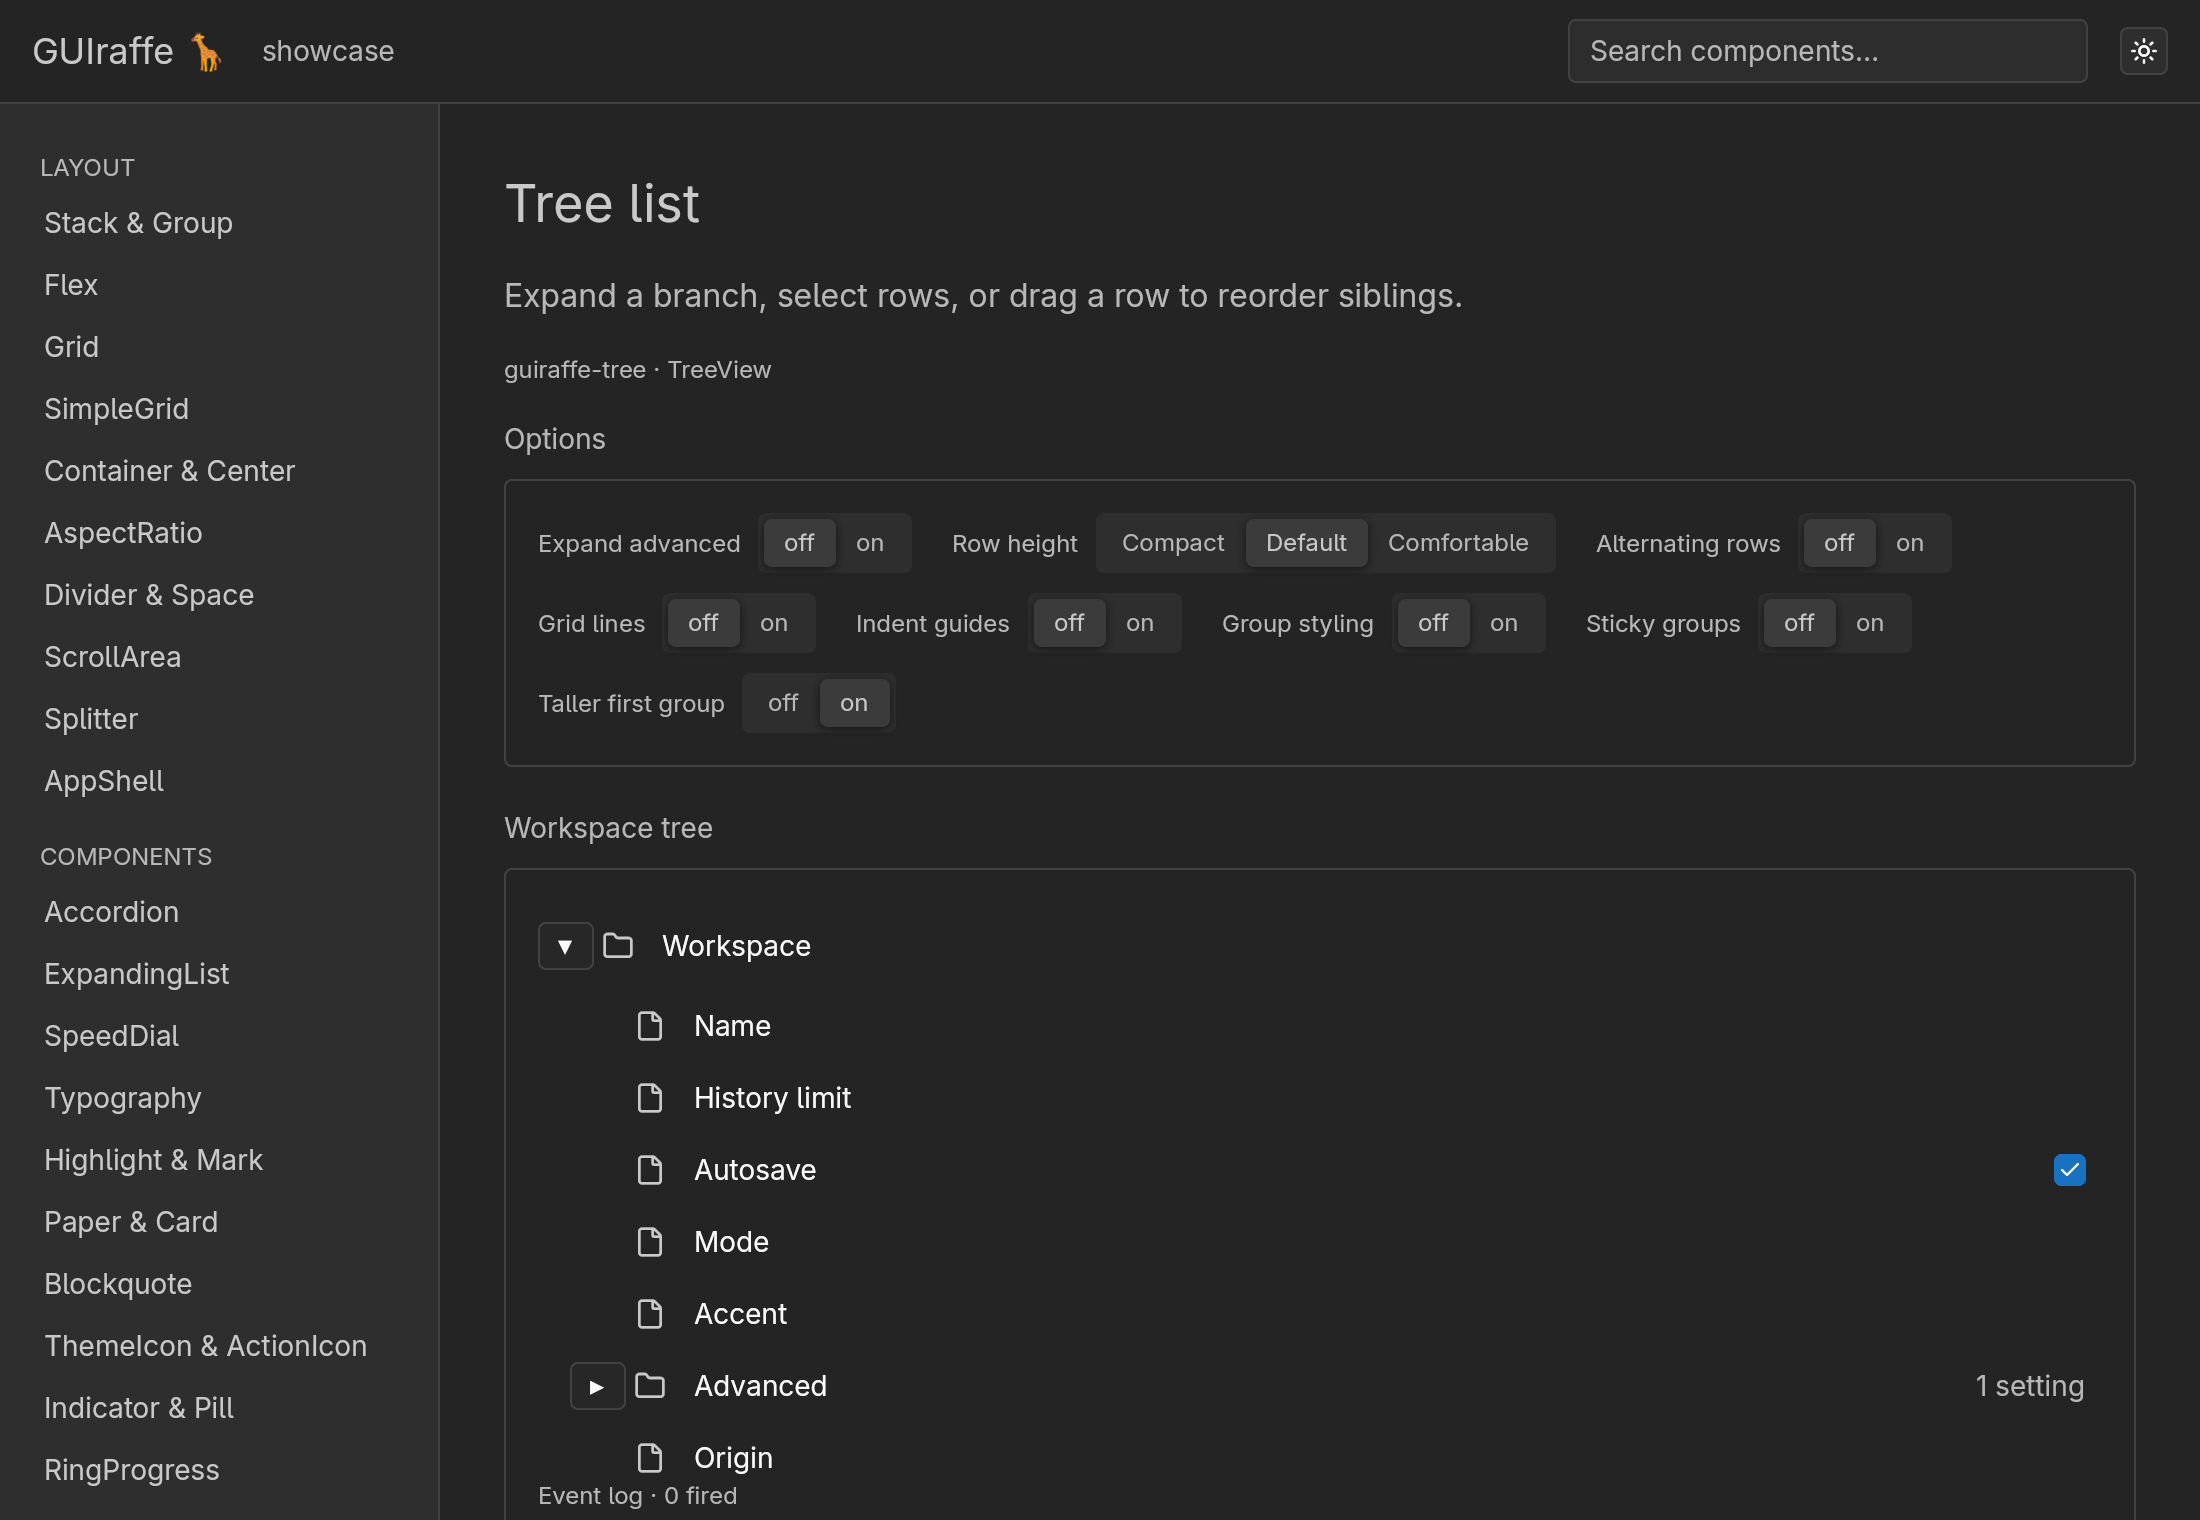 GUIraffe 🦒 showcase
Search components...
LAYOUT
Stack & Group
Flex
Grid
SimpleGrid
Container & Center
AspectRatio
Divider & Space
ScrollArea
Splitter
AppShell
COMPONENTS
Accordion
ExpandingList
SpeedDial
Typography
Highlight & Mark
Paper & Card
Blockquote
ThemeIcon & ActionIcon
Indicator & Pill
RingProgress
Tree list
Expand a branch, select rows, or drag a row to reorder siblings.
guiraffe-tree · TreeView
Options
Expand advanced off on Row height Compact Default Comfortable Alternating rows off on
Grid lines off on Indent guides off on Group styling off on Sticky groups off on
Taller first group off on
Workspace tree
Workspace
Name
History limit
Autosave
Mode
Accent
Advanced 1 setting
Origin
Event log · 0 fired